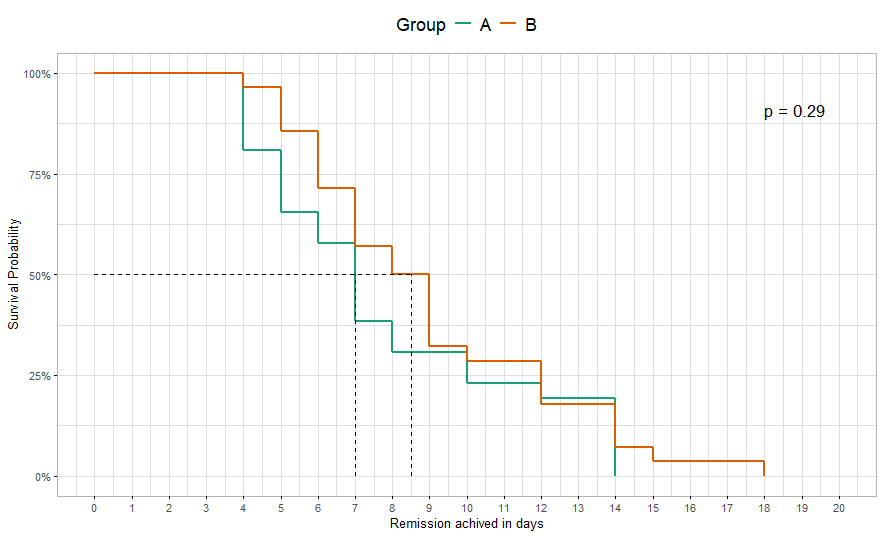 Group A B
100%
p = 0.29
75%
50%
25%
0%
Survival Probability
0 1 2 3 4 5 6 7 8 9 10 11 12 13 14 15 16 17 18 19 20
Remission achived in days